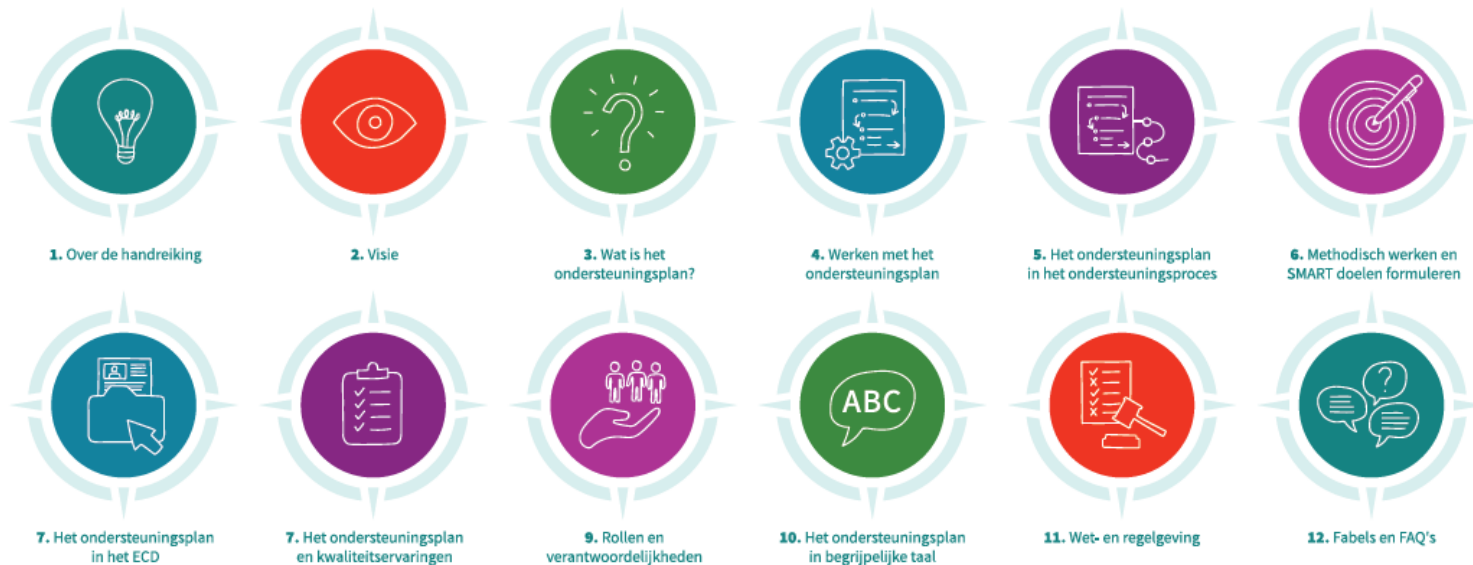 1. Over de handreiking
2. Visie
3. Wat is het
ondersteuningsplan?
4. Werken met het
ondersteuningsplan
5. Het ondersteuningsplan
in het ondersteuningsproces
6. Methodisch werken en
SMART doelen formuleren
?
ABC
7. Het ondersteuningsplan
in het ECD
7. Het ondersteuningsplan
en kwaliteitservaringen
9. Rollen en
verantwoordelijkheden
10. Het ondersteuningsplan
in begrijpelijke taal
11. Wet- en regelgeving
12. Fabels en FAQ's